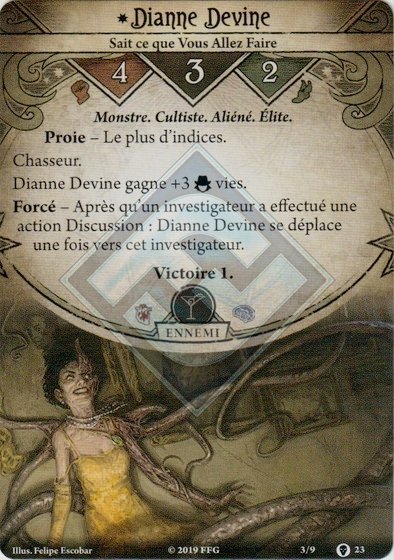 Dianne Devine
Sait ce que Vous Allez Faire
4 3 2
Monstre. Cultiste. Aliéné. Élite.
Proie – Le plus d'indices.
Chasseur.
Dianne Devine gagne +3 vies.
Forcé – Après qu'un investigateur a effectué une
action Discussion : Dianne Devine se déplace
une fois vers cet investigateur.
Victoire 1.
ENNEMI
Illus. Felipe Escobar © 2019 FFG 3/9 23